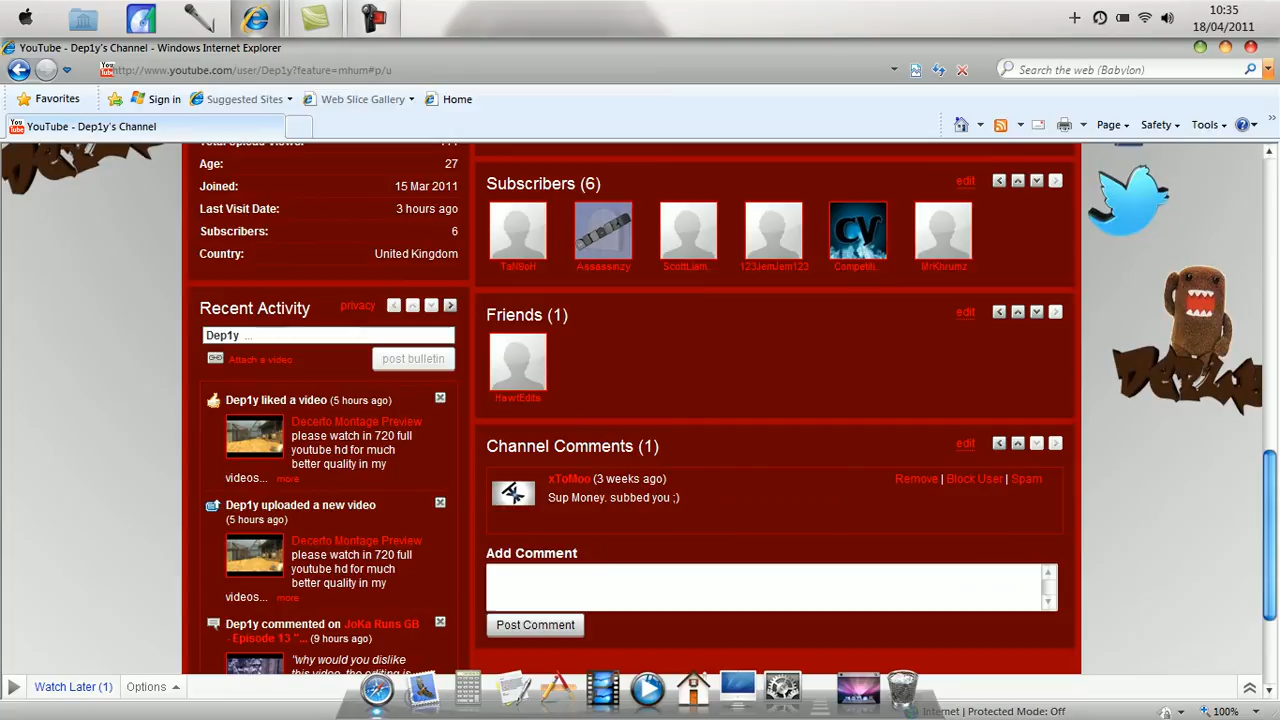 10:35
18/04/2011
YouTube - Dep1y's Channel - Windows Internet Explorer
http://www.youtube.com/user/Dep1y?feature=mhum#p/u
Search the web (Babylon)
Favorites
Sign in
Suggested Sites
Web Slice Gallery
Home
YouTube - Dep1y's Channel
Page
Safety
Tools
Age: 27
Joined: 15 Mar 2011
Last Visit Date: 3 hours ago
Subscribers: 6
Country: United Kingdom
Recent Activity privacy
Dep1y ...
Attach a video
post bulletin
Dep1y liked a video (5 hours ago)
Decerto Montage Preview
please watch in 720 full
youtube hd for much
better quality in my
videos... more
Dep1y uploaded a new video
(5 hours ago)
Decerto Montage Preview
please watch in 720 full
youtube hd for much
better quality in my
videos... more
Dep1y commented on JoKa Runs GB
- Episode 13 "... (9 hours ago)
"why would you dislike
this video, the editing is
Subscribers (6) edit
Assassinzy
ScottLiam..
123JemJem123
CV
Competiti..
MrKhrumz
Friends (1) edit
HawtEdits
Channel Comments (1) edit
xToMoo (3 weeks ago) Remove | Block User | Spam
Sup Money. subbed you ;)
Add Comment
Post Comment
Dep1y
Watch Later (1)
Options
Internet | Protected Mode: Off
100%